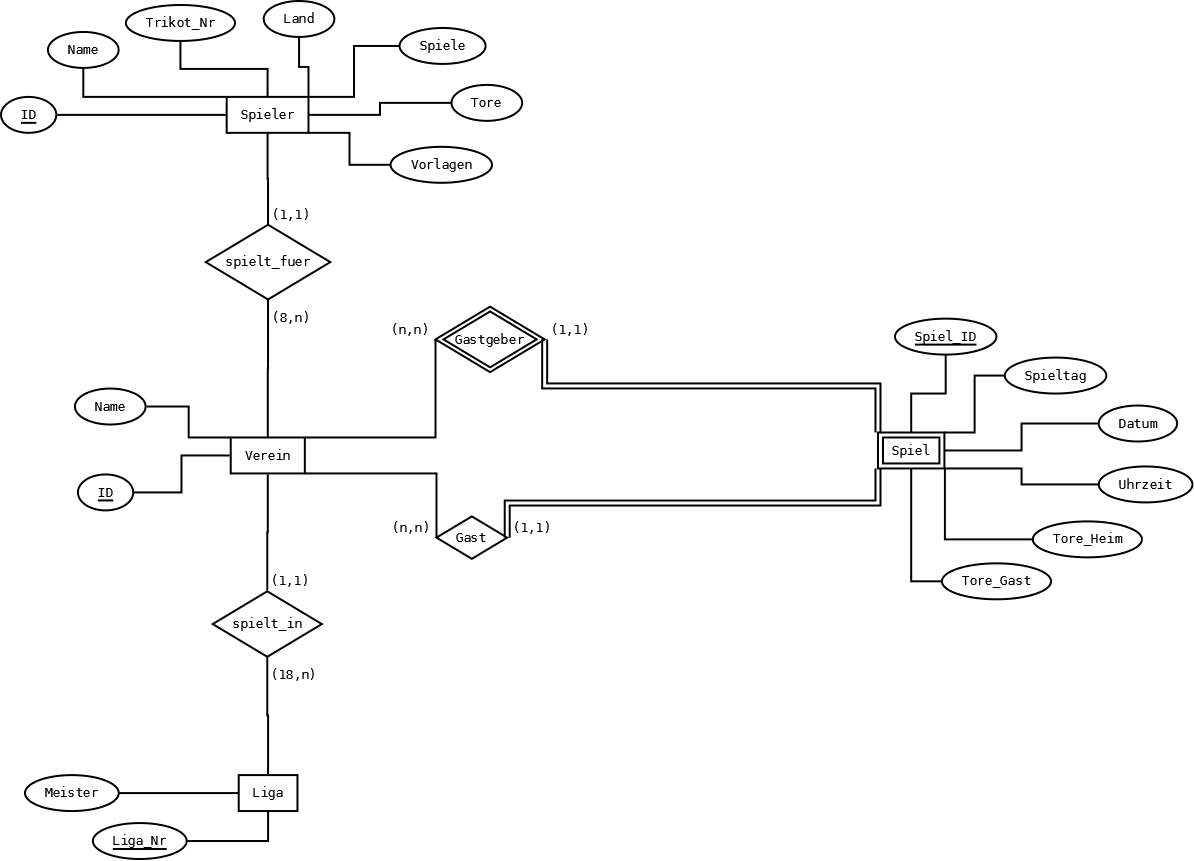 Land
Trikot_Nr
Name
Spiele
Tore
ID
Spieler
Vorlagen
(1,1)
spielt_fuer
(8,n)
(n,n)
Gastgeber
(1,1)
Spiel_ID
Spieltag
Name
Datum
Verein
Spiel
ID
Uhrzeit
(n,n)
Gast
(1,1)
Tore_Heim
(1,1)
Tore_Gast
spielt_in
(18,n)
Meister
Liga
Liga_Nr